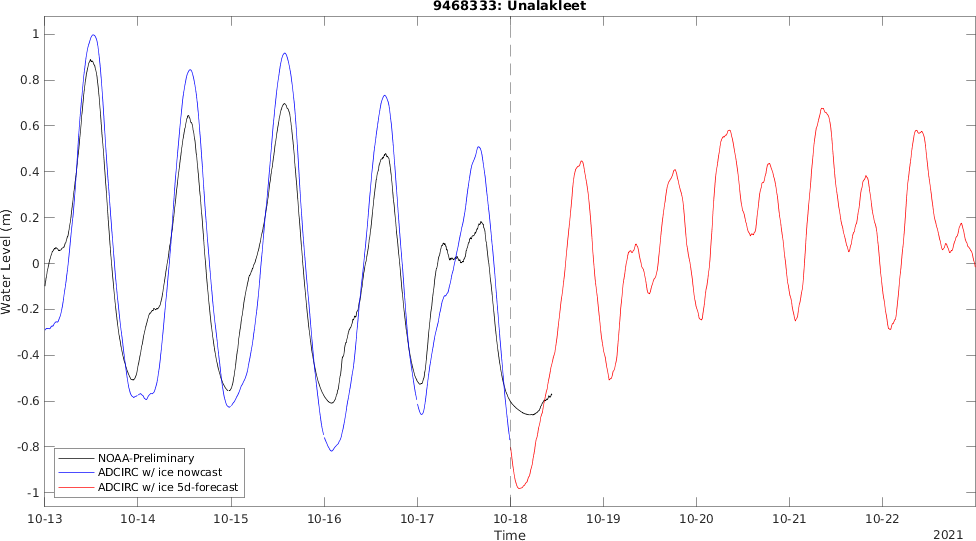 9468333: Unalakleet
Water Level (m)
1
0.8
0.6
0.4
0.2
0
-0.2
-0.4
-0.6
-0.8
-1
NOAA-Preliminary
ADCIRC w/ ice nowcast
ADCIRC w/ ice 5d-forecast
10-13 10-14 10-15 10-16 10-17 10-18 10-19 10-20 10-21 10-22
Time
2021